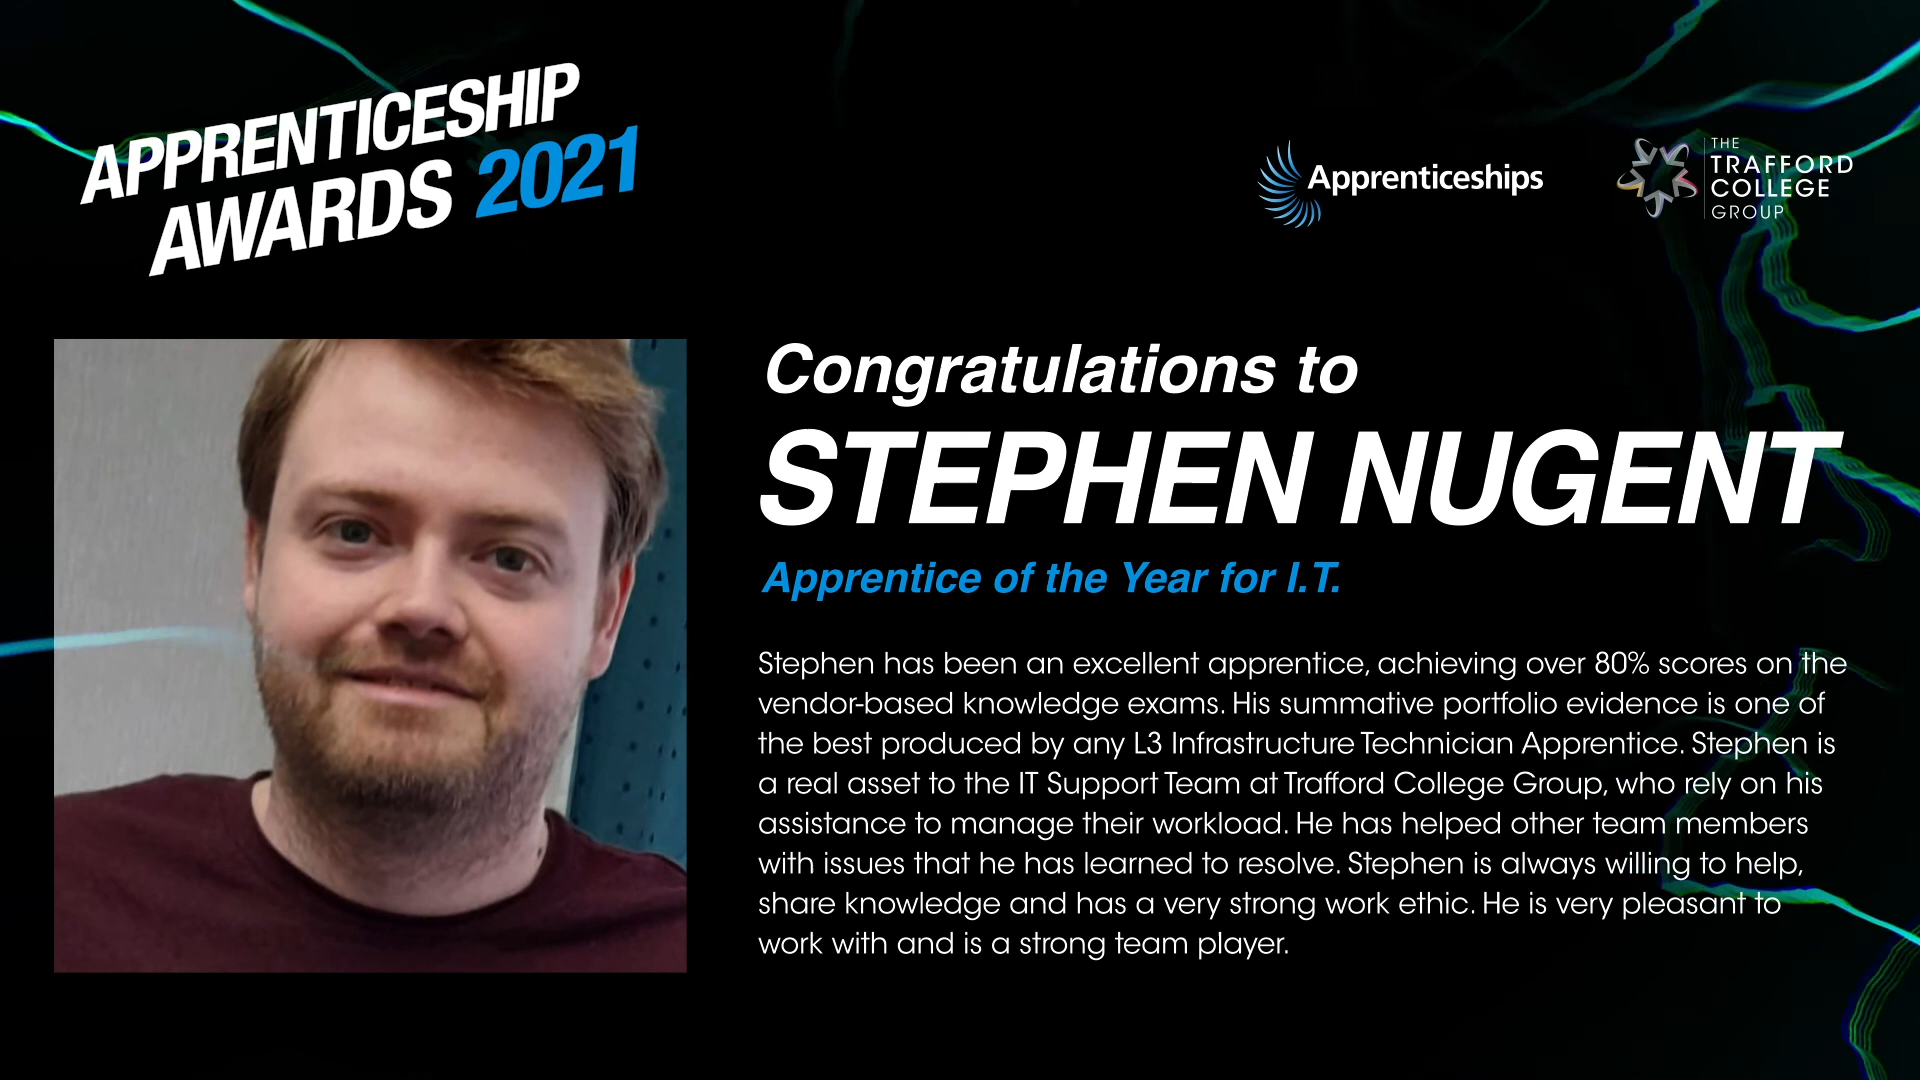 APPRENTICESHIP
AWARDS 2021
Apprenticeships
THE
TRAFFORD
COLLEGE
GROUP
Congratulations to
STEPHEN NUGENT
Apprentice of the Year for I.T.
Stephen has been an excellent apprentice, achieving over 80% scores on the
vendor-based knowledge exams. His summative portfolio evidence is one of
the best produced by any L3 Infrastructure Technician Apprentice. Stephen is
a real asset to the IT Support Team at Trafford College Group, who rely on his
assistance to manage their workload. He has helped other team members
with issues that he has learned to resolve. Stephen is always willing to help,
share knowledge and has a very strong work ethic. He is very pleasant to
work with and is a strong team player.